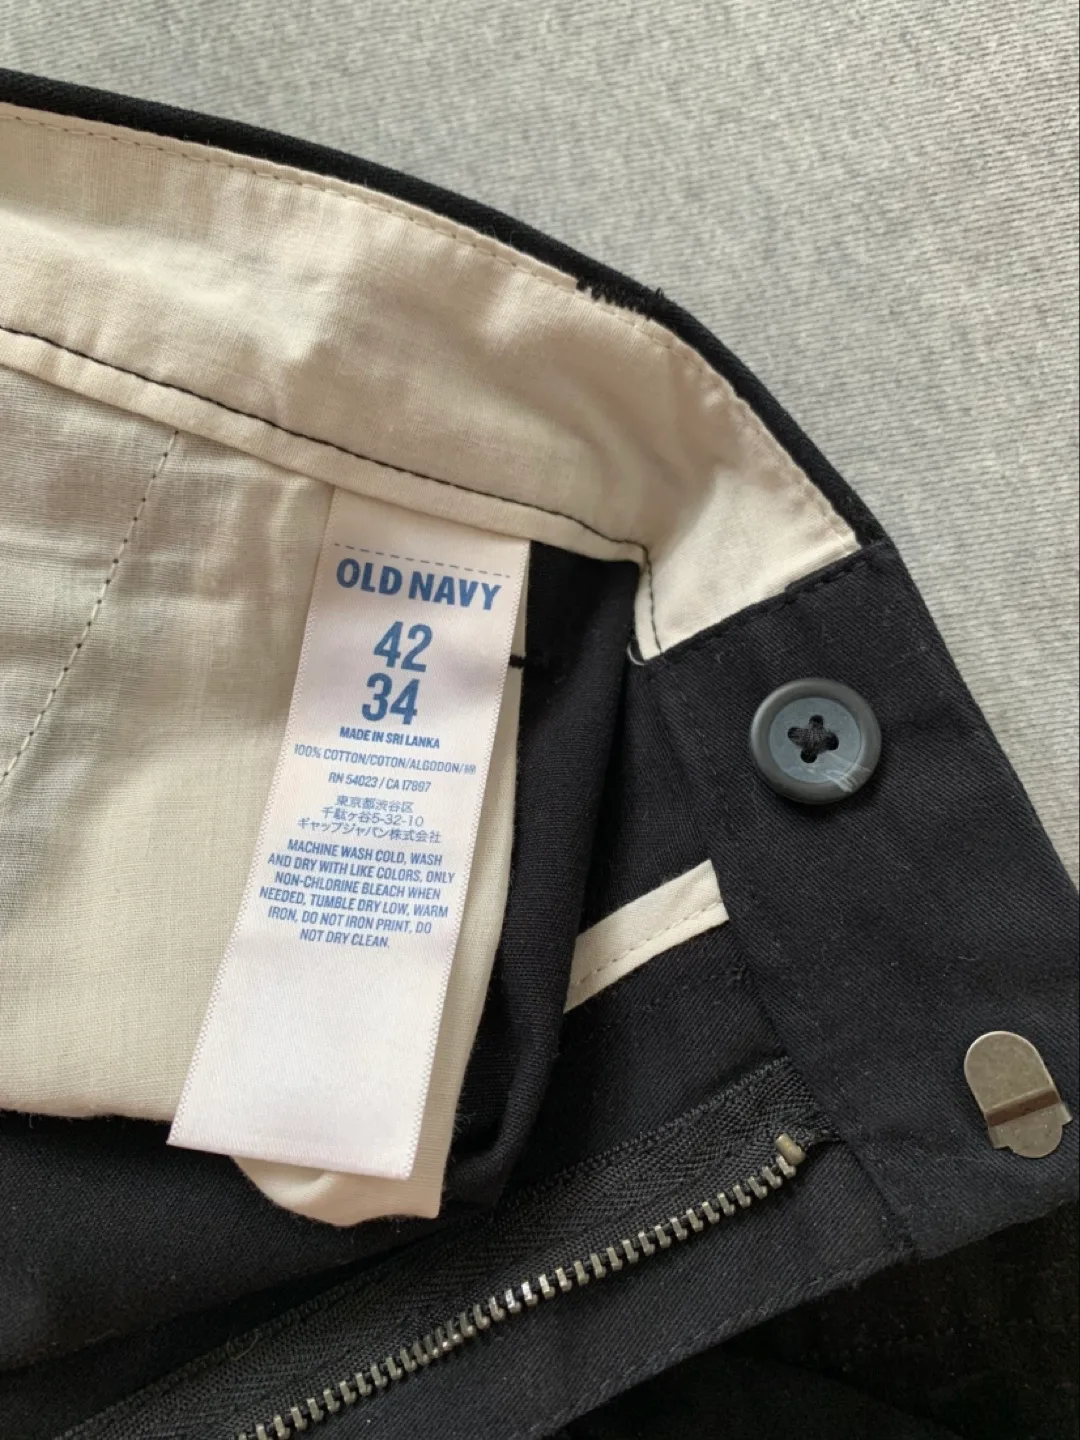 OLD NAVY
42
34
MADE IN SRI LANKA
100% COTTON/COTON/ALGODON/綿
RN 54023 / CA 17897
東京都渋谷区
千駄ヶ谷5-32-10
ギャップジャパン株式会社
MACHINE WASH COLD, WASH
AND DRY WITH LIKE COLORS, ONLY
NON-CHLORINE BLEACH WHEN
NEEDED, TUMBLE DRY LOW, WARM
IRON, DO NOT IRON PRINT, DO
NOT DRY CLEAN.